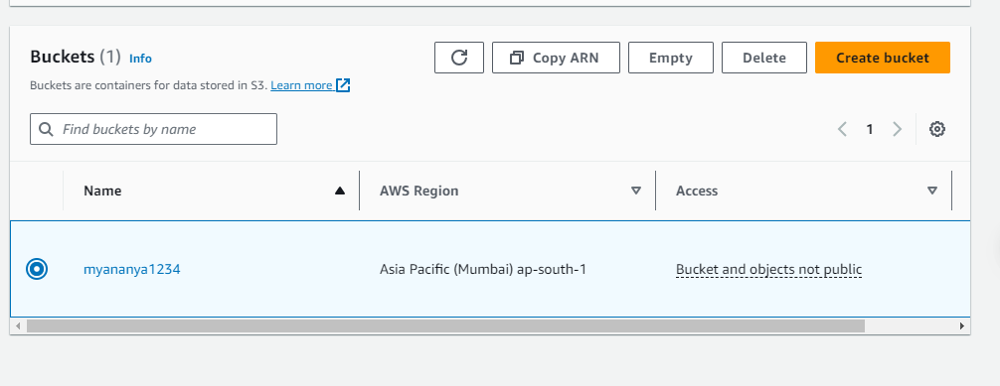 Buckets (1) Info
Copy ARN Empty Delete Create bucket
Buckets are containers for data stored in S3. Learn more
Find buckets by name
1
Name AWS Region Access
myananya1234 Asia Pacific (Mumbai) ap-south-1 Bucket and objects not public